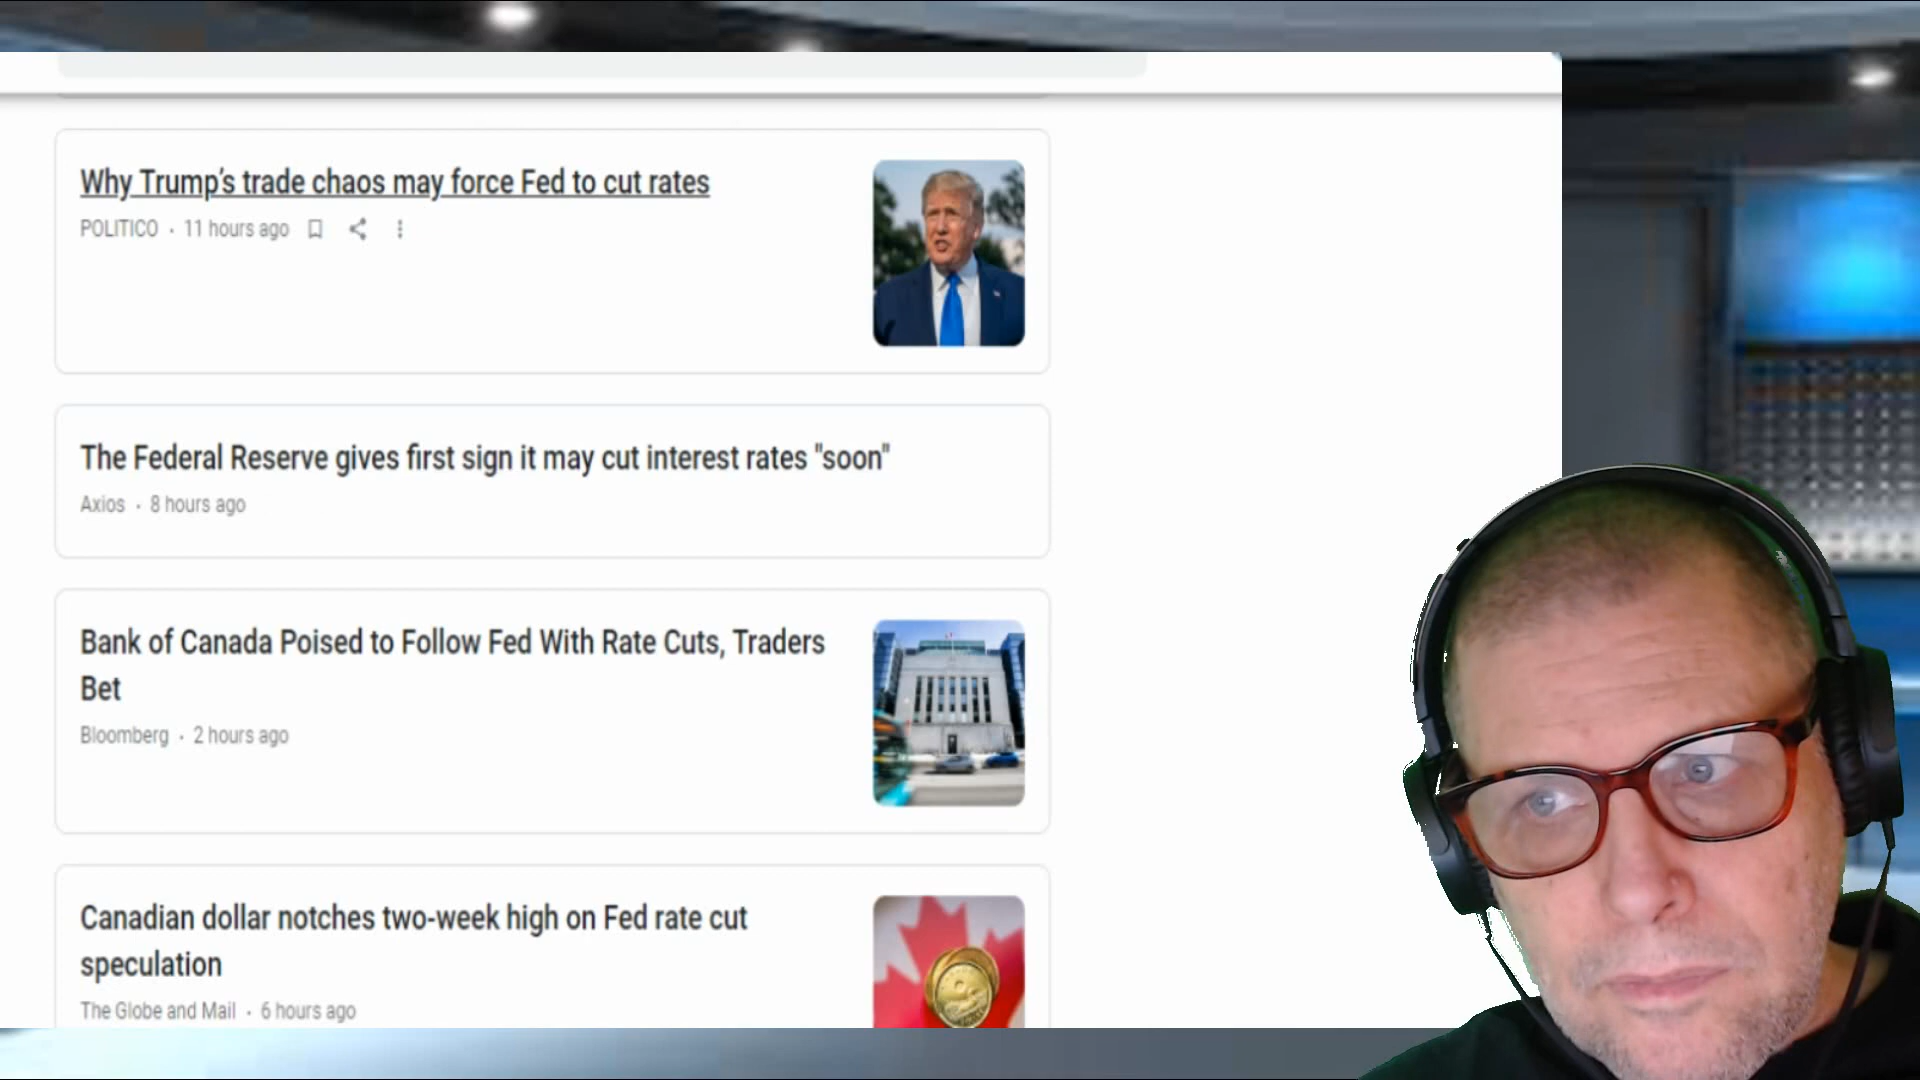 Why Trump's trade chaos may force Fed to cut rates
POLITICO · 11 hours ago
The Federal Reserve gives first sign it may cut interest rates "soon"
Axios · 8 hours ago
Bank of Canada Poised to Follow Fed With Rate Cuts, Traders
Bet
Bloomberg · 2 hours ago
Canadian dollar notches two-week high on Fed rate cut
speculation
The Globe and Mail · 6 hours ago